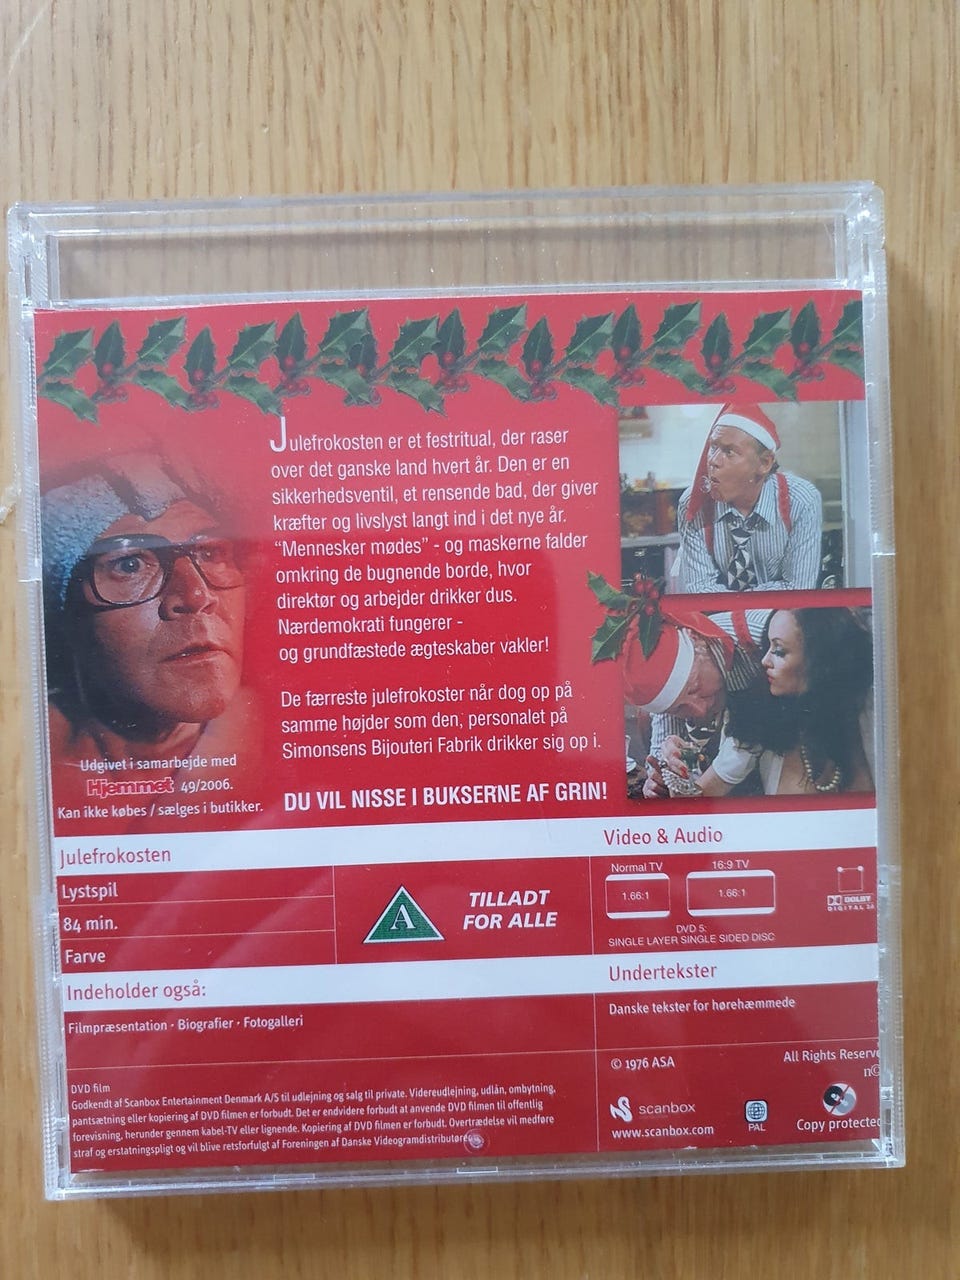 Julefrokosten er et festritual, der raser
over det ganske land hvert år. Den er en
sikkerhedsventil, et rensende bad, der giver
kræfter og livslyst langt ind i det nye år.
“Mennesker mødes” - og maskerne falder
omkring de bugnende borde, hvor
direktør og arbejder drikker dus.
Nærdemokrati fungerer -
og grundfæstede ægteskaber vakler!
De færreste julefrokoster når dog op på
samme højder som den, personalet på
Simonsens Bijouteri Fabrik drikker sig op i.
DU VIL NISSE I BUKSERNE AF GRIN!
Udgivet i samarbejde med
Hjemmet 49/2006.
Kan ikke købes / sælges i butikker.
Julefrokosten
Lystspil
84 min.
Farve
TILLADT
FOR ALLE
A
Video & Audio
Normal TV
16:9 TV
1.66:1
1.66:1
DVD 5:
SINGLE LAYER SINGLE SIDED DISC
DOLBY
DIGITAL
Indeholder også:
Filmpræsentation · Biografier · Fotogalleri
Undertekster
Danske tekster for hørehæmmede
DVD film
Godkendt af Scanbox Entertainment Denmark A/S til udlejning og salg til private. Videreudlejning, udlån, ombytning,
pantsætning eller kopiering af DVD filmen er forbudt. Det er endvidere forbudt at anvende DVD filmen til offentlig
forevisning, herunder gennem kabel-TV eller lignende. Kopiering af DVD filmen er forbudt. Overtrædelse vil medføre
straf og erstatningspligt og vil blive retsforfulgt af Foreningen af Danske Videogramdistributører
© 1976 ASA
All Rights Reserve
scanbox
www.scanbox.com
PAL
Copy protected